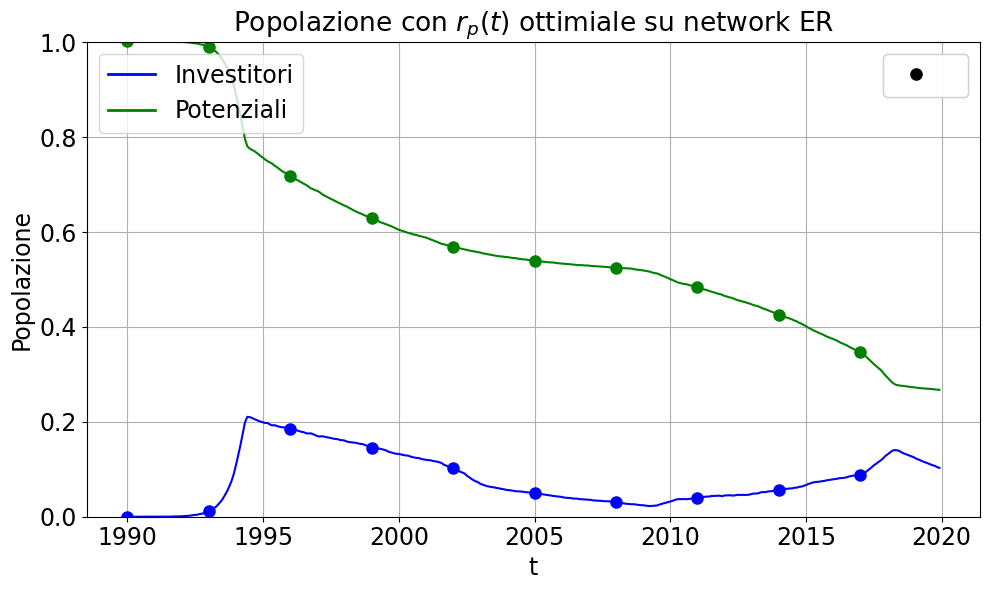 Popolazione con r_p(t) ottimiale su network ER
Investitori
Potenziali
Popolazione
1.0
0.8
0.6
0.4
0.2
0.0
1990 1995 2000 2005 2010 2015 2020
t